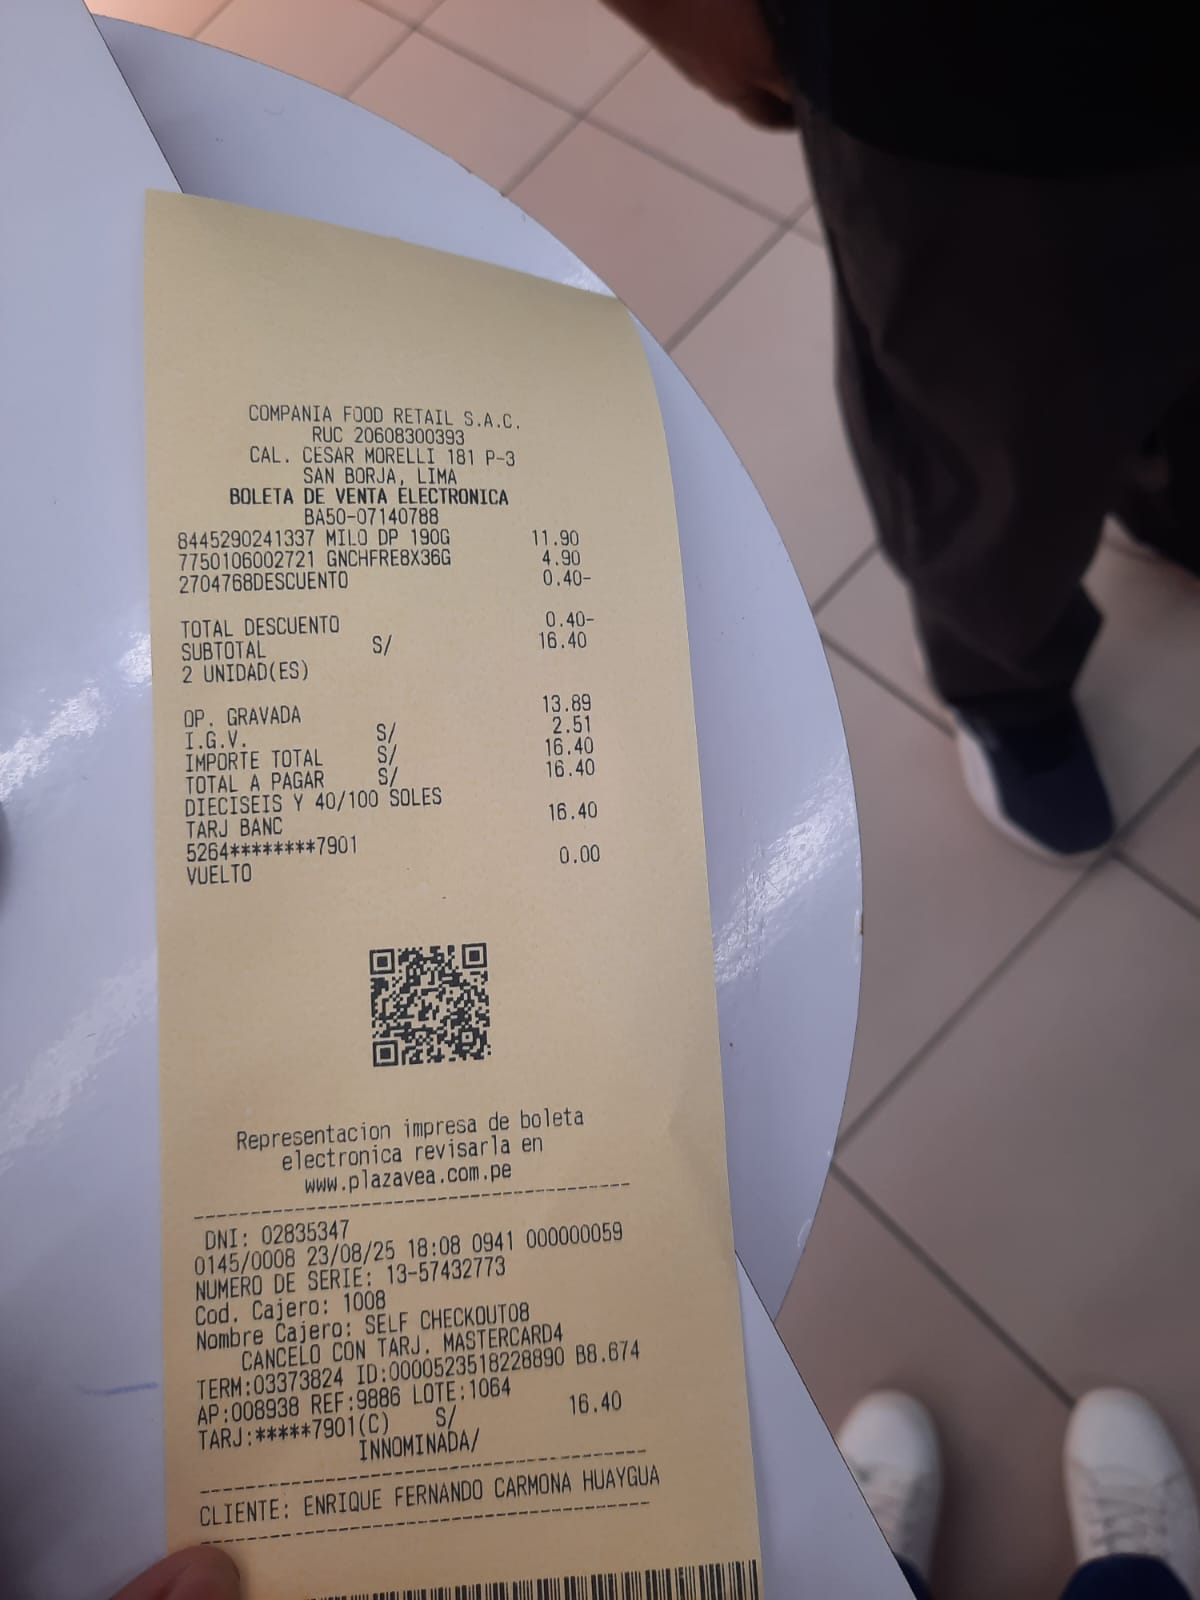 COMPANIA FOOD RETAIL S.A.C.
RUC 20608300393
CAL. CESAR MORELLI 181 P-3
SAN BORJA, LIMA
BOLETA DE VENTA ELECTRONICA
BA50-07140788
8445290241337 MILO DP 190G 11.90
7750106002721 GNCHFRE8X36G 4.90
2704768DESCUENTO 0.40-
TOTAL DESCUENTO 0.40-
SUBTOTAL S/ 16.40
2 UNIDAD(ES)
OP. GRAVADA 13.89
I.G.V. S/ 2.51
IMPORTE TOTAL S/ 16.40
TOTAL A PAGAR S/ 16.40
DIECISEIS Y 40/100 SOLES
TARJ BANC 16.40
5264********7901
VUELTO 0.00
Representacion impresa de boleta
electronica revisarla en
www.plazavea.com.pe
DNI: 02835347
0145/0008 23/08/25 18:08 0941 000000059
NUMERO DE SERIE: 13-57432773
Cod. Cajero: 1008
Nombre Cajero: SELF CHECKOUT08
CANCELO CON TARJ. MASTERCARD4
TERM:03373824 ID:0000523518228890 B8.674
AP:008938 REF:9886 LOTE:1064
TARJ:*****7901(C) S/ 16.40
INNOMINADA/
CLIENTE: ENRIQUE FERNANDO CARMONA HUAYGUA